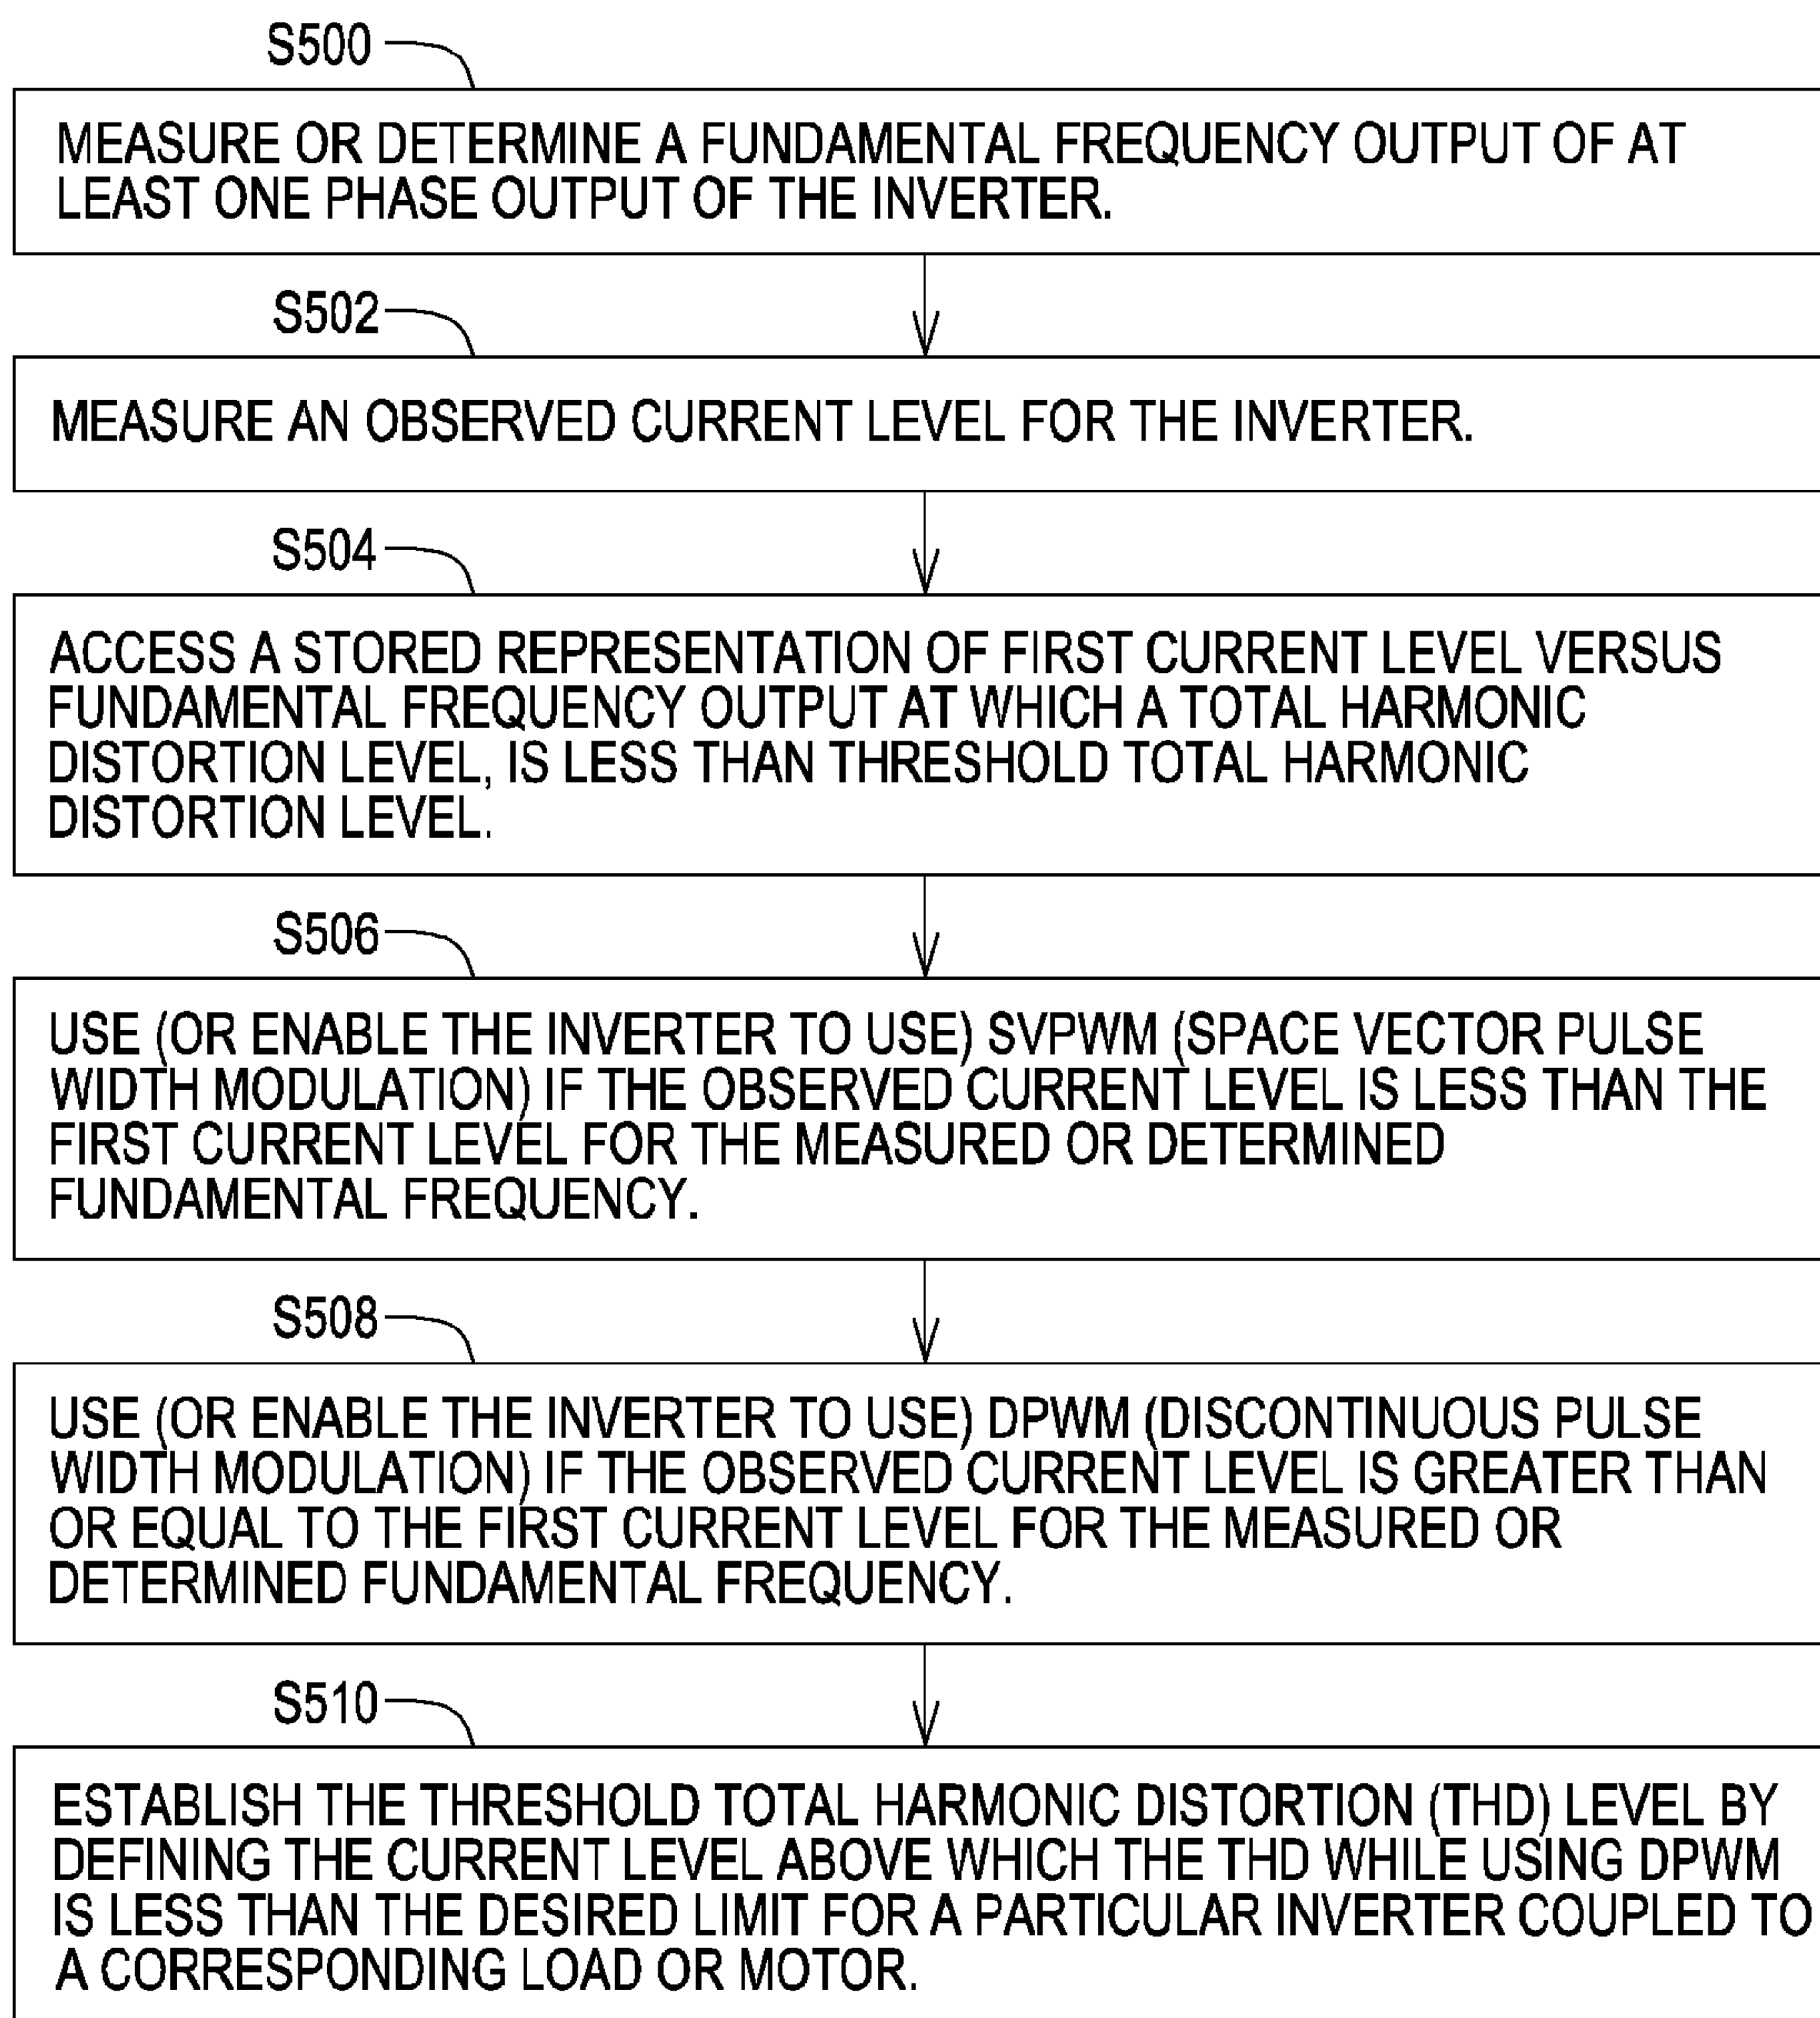 S500
MEASURE OR DETERMINE A FUNDAMENTAL FREQUENCY OUTPUT OF AT
LEAST ONE PHASE OUTPUT OF THE INVERTER.
S502
MEASURE AN OBSERVED CURRENT LEVEL FOR THE INVERTER.
S504
ACCESS A STORED REPRESENTATION OF FIRST CURRENT LEVEL VERSUS
FUNDAMENTAL FREQUENCY OUTPUT AT WHICH A TOTAL HARMONIC
DISTORTION LEVEL, IS LESS THAN THRESHOLD TOTAL HARMONIC
DISTORTION LEVEL.
S506
USE (OR ENABLE THE INVERTER TO USE) SVPWM (SPACE VECTOR PULSE
WIDTH MODULATION) IF THE OBSERVED CURRENT LEVEL IS LESS THAN THE
FIRST CURRENT LEVEL FOR THE MEASURED OR DETERMINED
FUNDAMENTAL FREQUENCY.
S508
USE (OR ENABLE THE INVERTER TO USE) DPWM (DISCONTINUOUS PULSE
WIDTH MODULATION) IF THE OBSERVED CURRENT LEVEL IS GREATER THAN
OR EQUAL TO THE FIRST CURRENT LEVEL FOR THE MEASURED OR
DETERMINED FUNDAMENTAL FREQUENCY.
S510
ESTABLISH THE THRESHOLD TOTAL HARMONIC DISTORTION (THD) LEVEL BY
DEFINING THE CURRENT LEVEL ABOVE WHICH THE THD WHILE USING DPWM
IS LESS THAN THE DESIRED LIMIT FOR A PARTICULAR INVERTER COUPLED TO
A CORRESPONDING LOAD OR MOTOR.